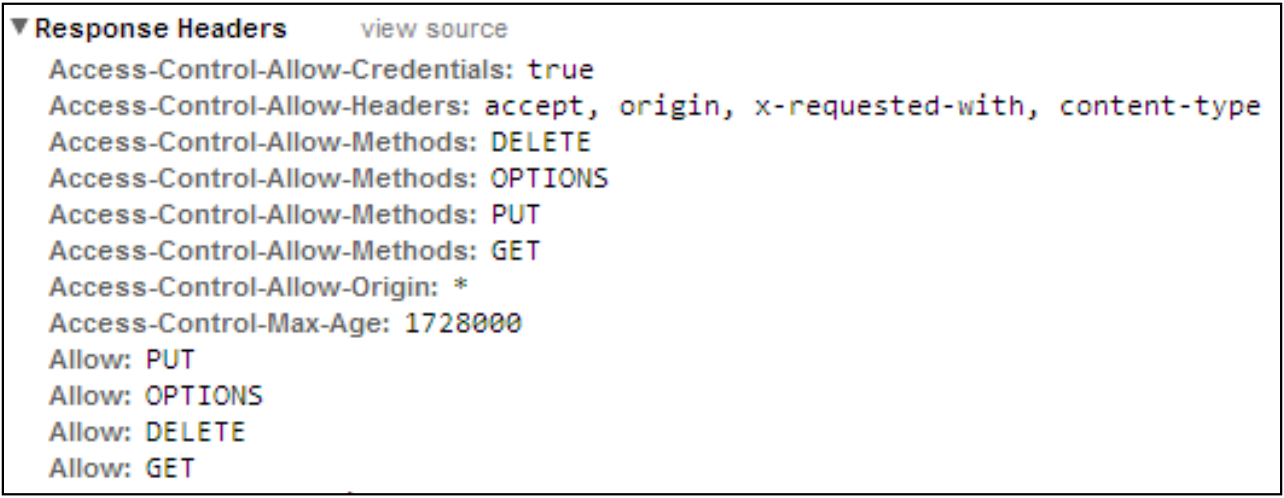 ▼ Response Headers view source
Access-Control-Allow-Credentials: true
Access-Control-Allow-Headers: accept, origin, x-requested-with, content-type
Access-Control-Allow-Methods: DELETE
Access-Control-Allow-Methods: OPTIONS
Access-Control-Allow-Methods: PUT
Access-Control-Allow-Methods: GET
Access-Control-Allow-Origin: *
Access-Control-Max-Age: 1728000
Allow: PUT
Allow: OPTIONS
Allow: DELETE
Allow: GET